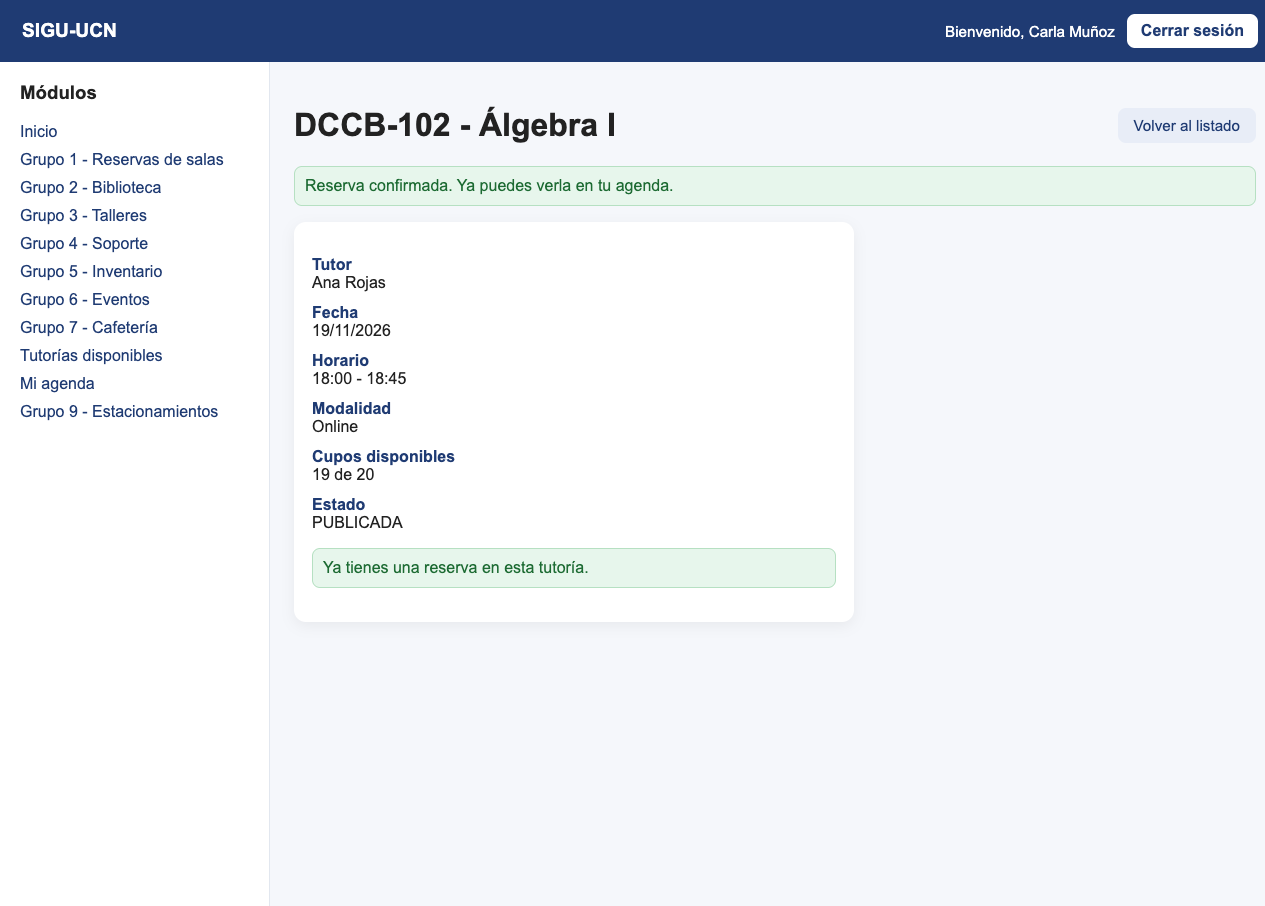 SIGU-UCN
Bienvenido, Carla Muñoz
Cerrar sesión
Módulos
Inicio
Grupo 1 - Reservas de salas
Grupo 2 - Biblioteca
Grupo 3 - Talleres
Grupo 4 - Soporte
Grupo 5 - Inventario
Grupo 6 - Eventos
Grupo 7 - Cafetería
Tutorías disponibles
Mi agenda
Grupo 9 - Estacionamientos
DCCB-102 - Álgebra I
Volver al listado
Reserva confirmada. Ya puedes verla en tu agenda.
Tutor
Ana Rojas
Fecha
19/11/2026
Horario
18:00 - 18:45
Modalidad
Online
Cupos disponibles
19 de 20
Estado
PUBLICADA
Ya tienes una reserva en esta tutoría.